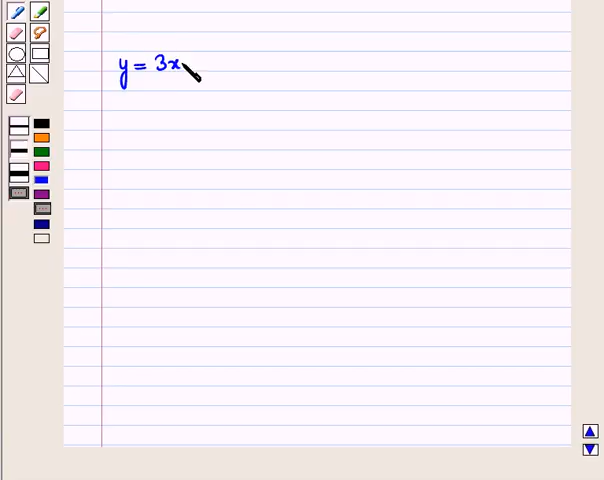 y = 3x